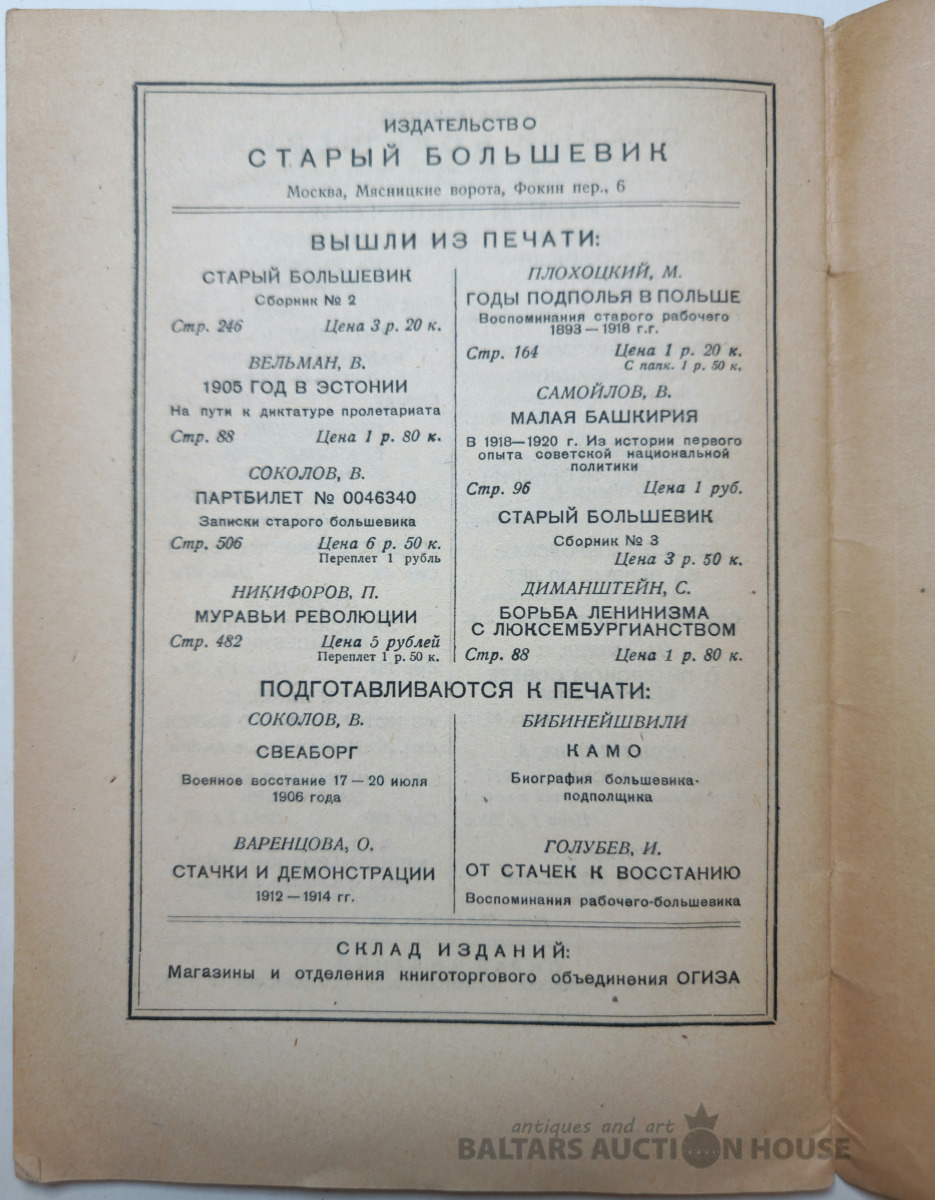 ИЗДАТЕЛЬСТВО
СТАРЫЙ БОЛЬШЕВИК
Москва, Мясницкие ворота, Фокин пер., 6
ВЫШЛИ ИЗ ПЕЧАТИ:
СТАРЫЙ БОЛЬШЕВИК
Сборник № 2
Стр. 246 Цена 3 р. 20 к.
ВЕЛЬМАН, В.
1905 ГОД В ЭСТОНИИ
На пути к диктатуре пролетариата
Стр. 88 Цена 1 р. 80 к.
СОКОЛОВ, В.
ПАРТБИЛЕТ № 0046340
Записки старого большевика
Стр. 506 Цена 6 р. 50 к.
Переплет 1 рубль
НИКИФОРОВ, П.
МУРАВЬИ РЕВОЛЮЦИИ
Стр. 482 Цена 5 рублей
Переплет 1 р. 50 к.
ПЛОХОЦКИЙ, М.
ГОДЫ ПОДПОЛЬЯ В ПОЛЬШЕ
Воспоминания старого рабочего
1893 — 1918 г.г.
Стр. 164 Цена 1 р. 20 к.
С папк. 1 р. 50 к.
САМОЙЛОВ, В.
МАЛАЯ БАШКИРИЯ
В 1918—1920 г. Из истории первого
опыта советской национальной
политики
Стр. 96 Цена 1 руб.
СТАРЫЙ БОЛЬШЕВИК
Сборник № 3
Цена 3 р. 50 к.
ДИМАНШТЕЙН, С.
БОРЬБА ЛЕНИНИЗМА
С ЛЮКСЕМБУРГИАНСТВОМ
Стр. 88 Цена 1 р. 80 к.
ПОДГОТАВЛИВАЮТСЯ К ПЕЧАТИ:
СОКОЛОВ, В.
СВЕАБОРГ
Военное восстание 17 — 20 июля
1906 года
ВАРЕНЦОВА, О.
СТАЧКИ И ДЕМОНСТРАЦИИ
1912 — 1914 гг.
БИБИНЕЙШВИЛИ
КАМО
Биография большевика-
подполщика
ГОЛУБЕВ, И.
ОТ СТАЧЕК К ВОССТАНИЮ
Воспоминания рабочего-большевика
СКЛАД ИЗДАНИЙ:
Магазины и отделения книготоргового объединения ОГИЗА
antiques and art
BALTARS AUCTION HOUSE